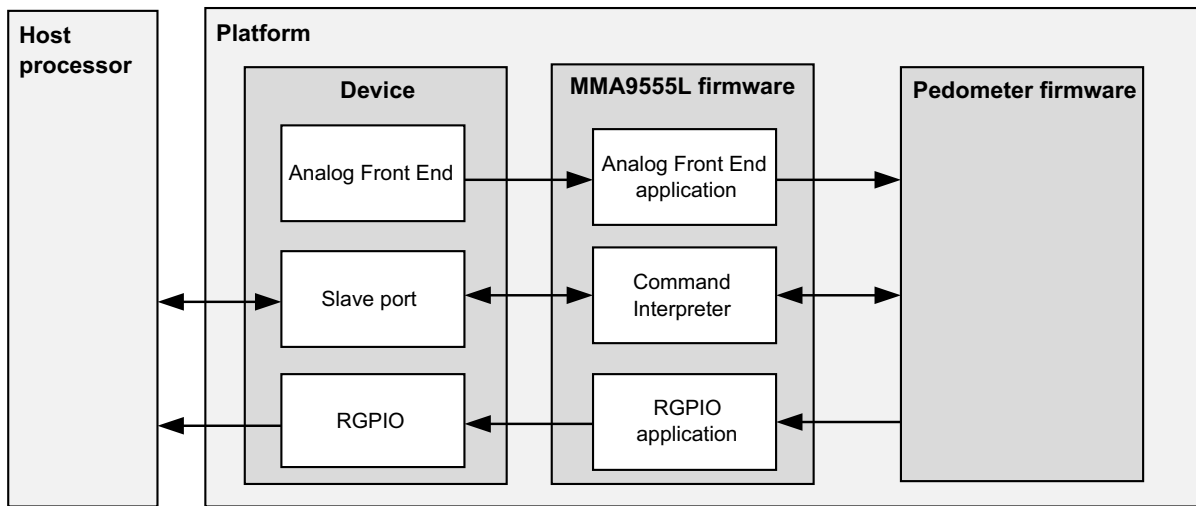 Host
processor
Platform
Device
MMA9555L firmware
Pedometer firmware
Analog Front End
Analog Front End
application
Slave port
Command
Interpreter
RGPIO
RGPIO
application